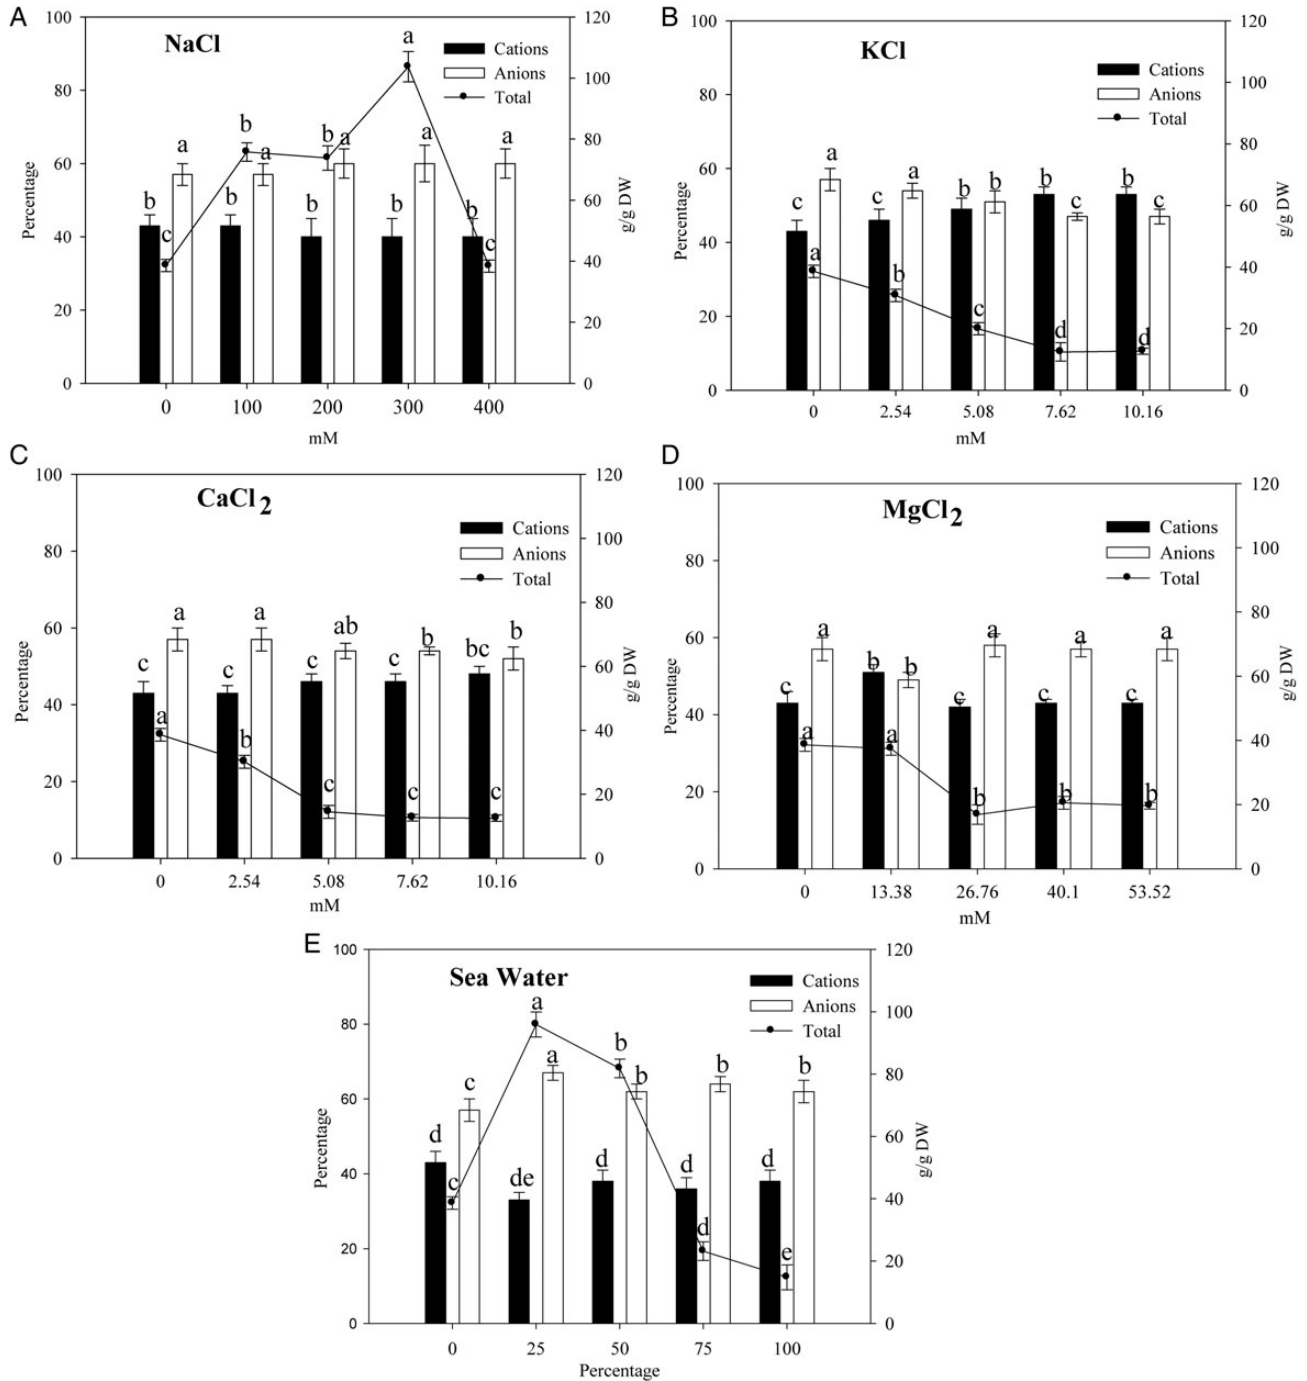 A
NaCl
Cations
Anions
Total
100
80
60
40
20
0
Percentage
120
100
80
60
40
20
0
g/g DW
b
c
a
b
b
a
b
b
a
a
b
a
b
c
a
0
100
200
300
400
mM
B
KCl
Cations
Anions
Total
100
80
60
40
20
0
Percentage
120
100
80
60
40
20
0
g/g DW
c
a
a
c
b
a
b
c
b
b
d
c
b
d
c
0
2.54
5.08
7.62
10.16
mM
C
CaCl2
Cations
Anions
Total
100
80
60
40
20
0
Percentage
120
100
80
60
40
20
0
g/g DW
c
a
a
c
b
a
c
c
ab
c
c
b
bc
c
b
0
2.54
5.08
7.62
10.16
mM
D
MgCl2
Cations
Anions
Total
100
80
60
40
20
0
Percentage
120
100
80
60
40
20
0
g/g DW
c
a
a
b
a
b
c
b
a
c
b
a
c
b
a
0
13.38
26.76
40.1
53.52
mM
E
Sea Water
Cations
Anions
Total
100
80
60
40
20
0
Percentage
120
100
80
60
40
20
0
g/g DW
d
c
c
de
a
a
d
b
b
d
d
b
d
e
b
0
25
50
75
100
Percentage